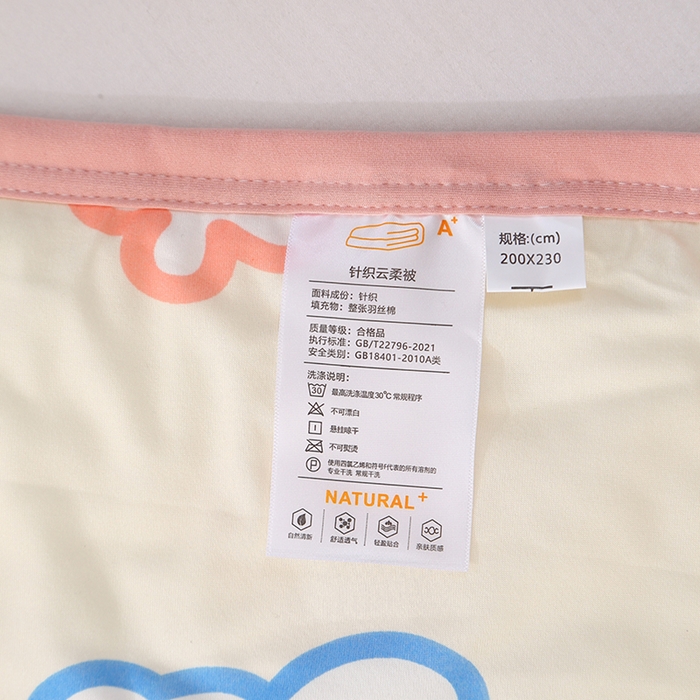 A+
规格:(cm)
200X230
针织云柔被
面料成份：针织
填充物：整张羽丝棉
质量等级：合格品
执行标准：GB/T22796-2021
安全类别：GB18401-2010A类
洗涤说明：
30 最高洗涤温度30℃ 常规程序
不可漂白
悬挂晾干
不可熨烫
P 使用四氯乙烯和符号F代表的所有溶剂的
专业干洗 常规干洗
NATURAL+
自然清新 舒适透气 轻盈贴合 亲肤质感